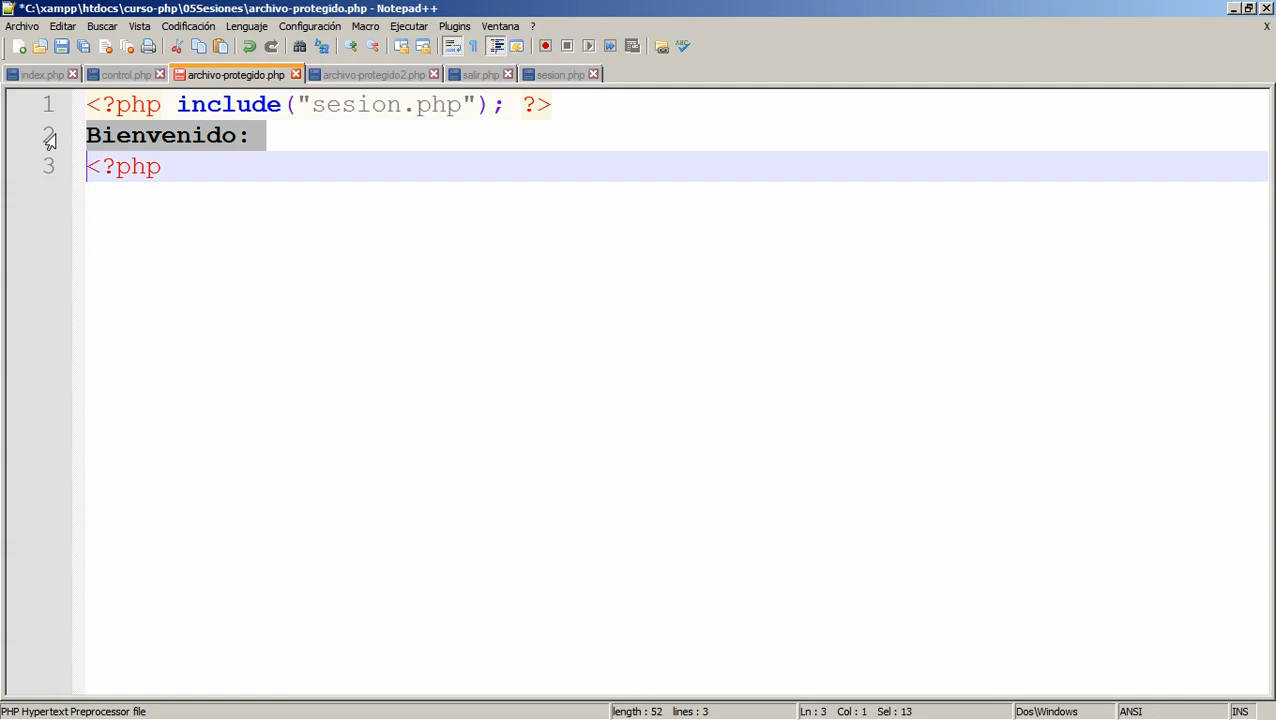 *C:\xampp\htdocs\curso-php\05Sesiones\archivo-protegido.php - Notepad++
Archivo Editar Buscar Vista Codificación Lenguaje Configuración Macro Ejecutar Plugins Ventana ? X
index.php control.php archivo-protegido.php archivo-protegido2.php salir.php sesion.php
1 <?php include("sesion.php"); ?>
2 Bienvenido:
3 <?php
PHP Hypertext Preprocessor file length : 52 lines : 3 Ln : 3 Col : 1 Sel : 13 Dos\Windows ANSI INS